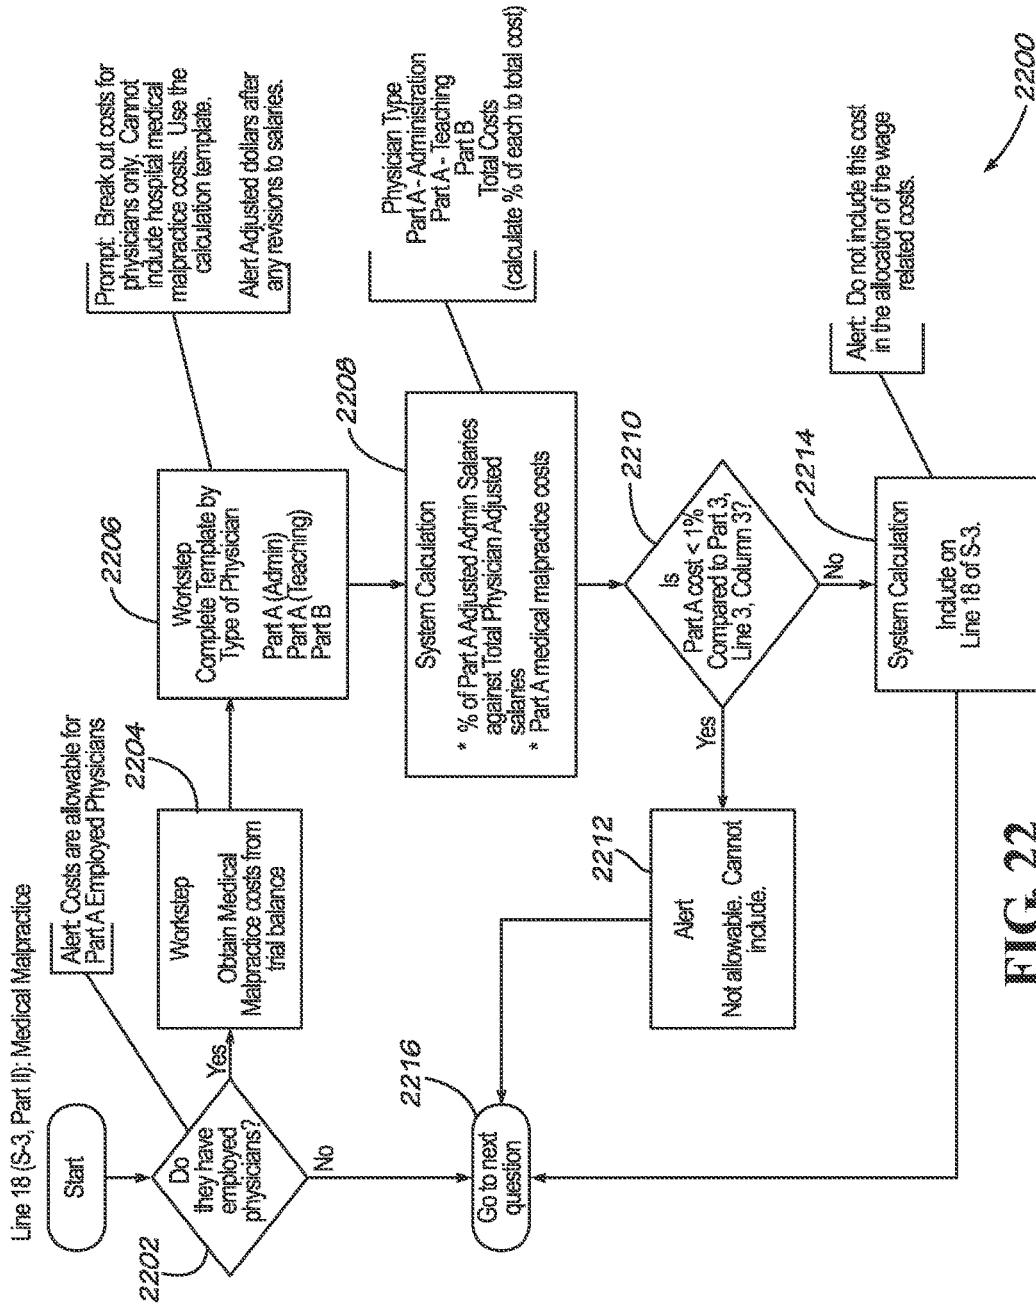 Line 18 (S-3, Part II): Medical Malpractice
Start
Alert: Costs are allowable for
Part A Employed Physicians
2202
Do
they have
employed
physicians?
Yes
No
2204
Workstep
Obtain Medical
Malpractice costs from
trial balance
2206
Workstep
Complete Template by
Type of Physician
Part A (Admin)
Part A (Teaching)
Part B
Prompt: Break out costs for
physicians only. Cannot
include hospital medical
malpractice costs. Use the
calculation template.
Alert Adjusted dollars after
any revisions to salaries.
2208
System Calculation
* % of Part A Adjusted Admin Salaries
against Total Physician Adjusted
salaries
* Part A medical malpractice costs
Physician Type
Part A - Administration
Part A - Teaching
Part B
Total Costs
(calculate % of each to total cost)
2210
Is
Part A cost < 1%
Compared to Part 3,
Line 3, Column 3?
Yes
No
2212
Alert
Not allowable. Cannot
include.
2214
System Calculation
Include on
Line 18 of S-3.
Alert: Do not include this cost
in the allocation of the wage
related costs.
2216
Go to next
question
2200
FIG. 22